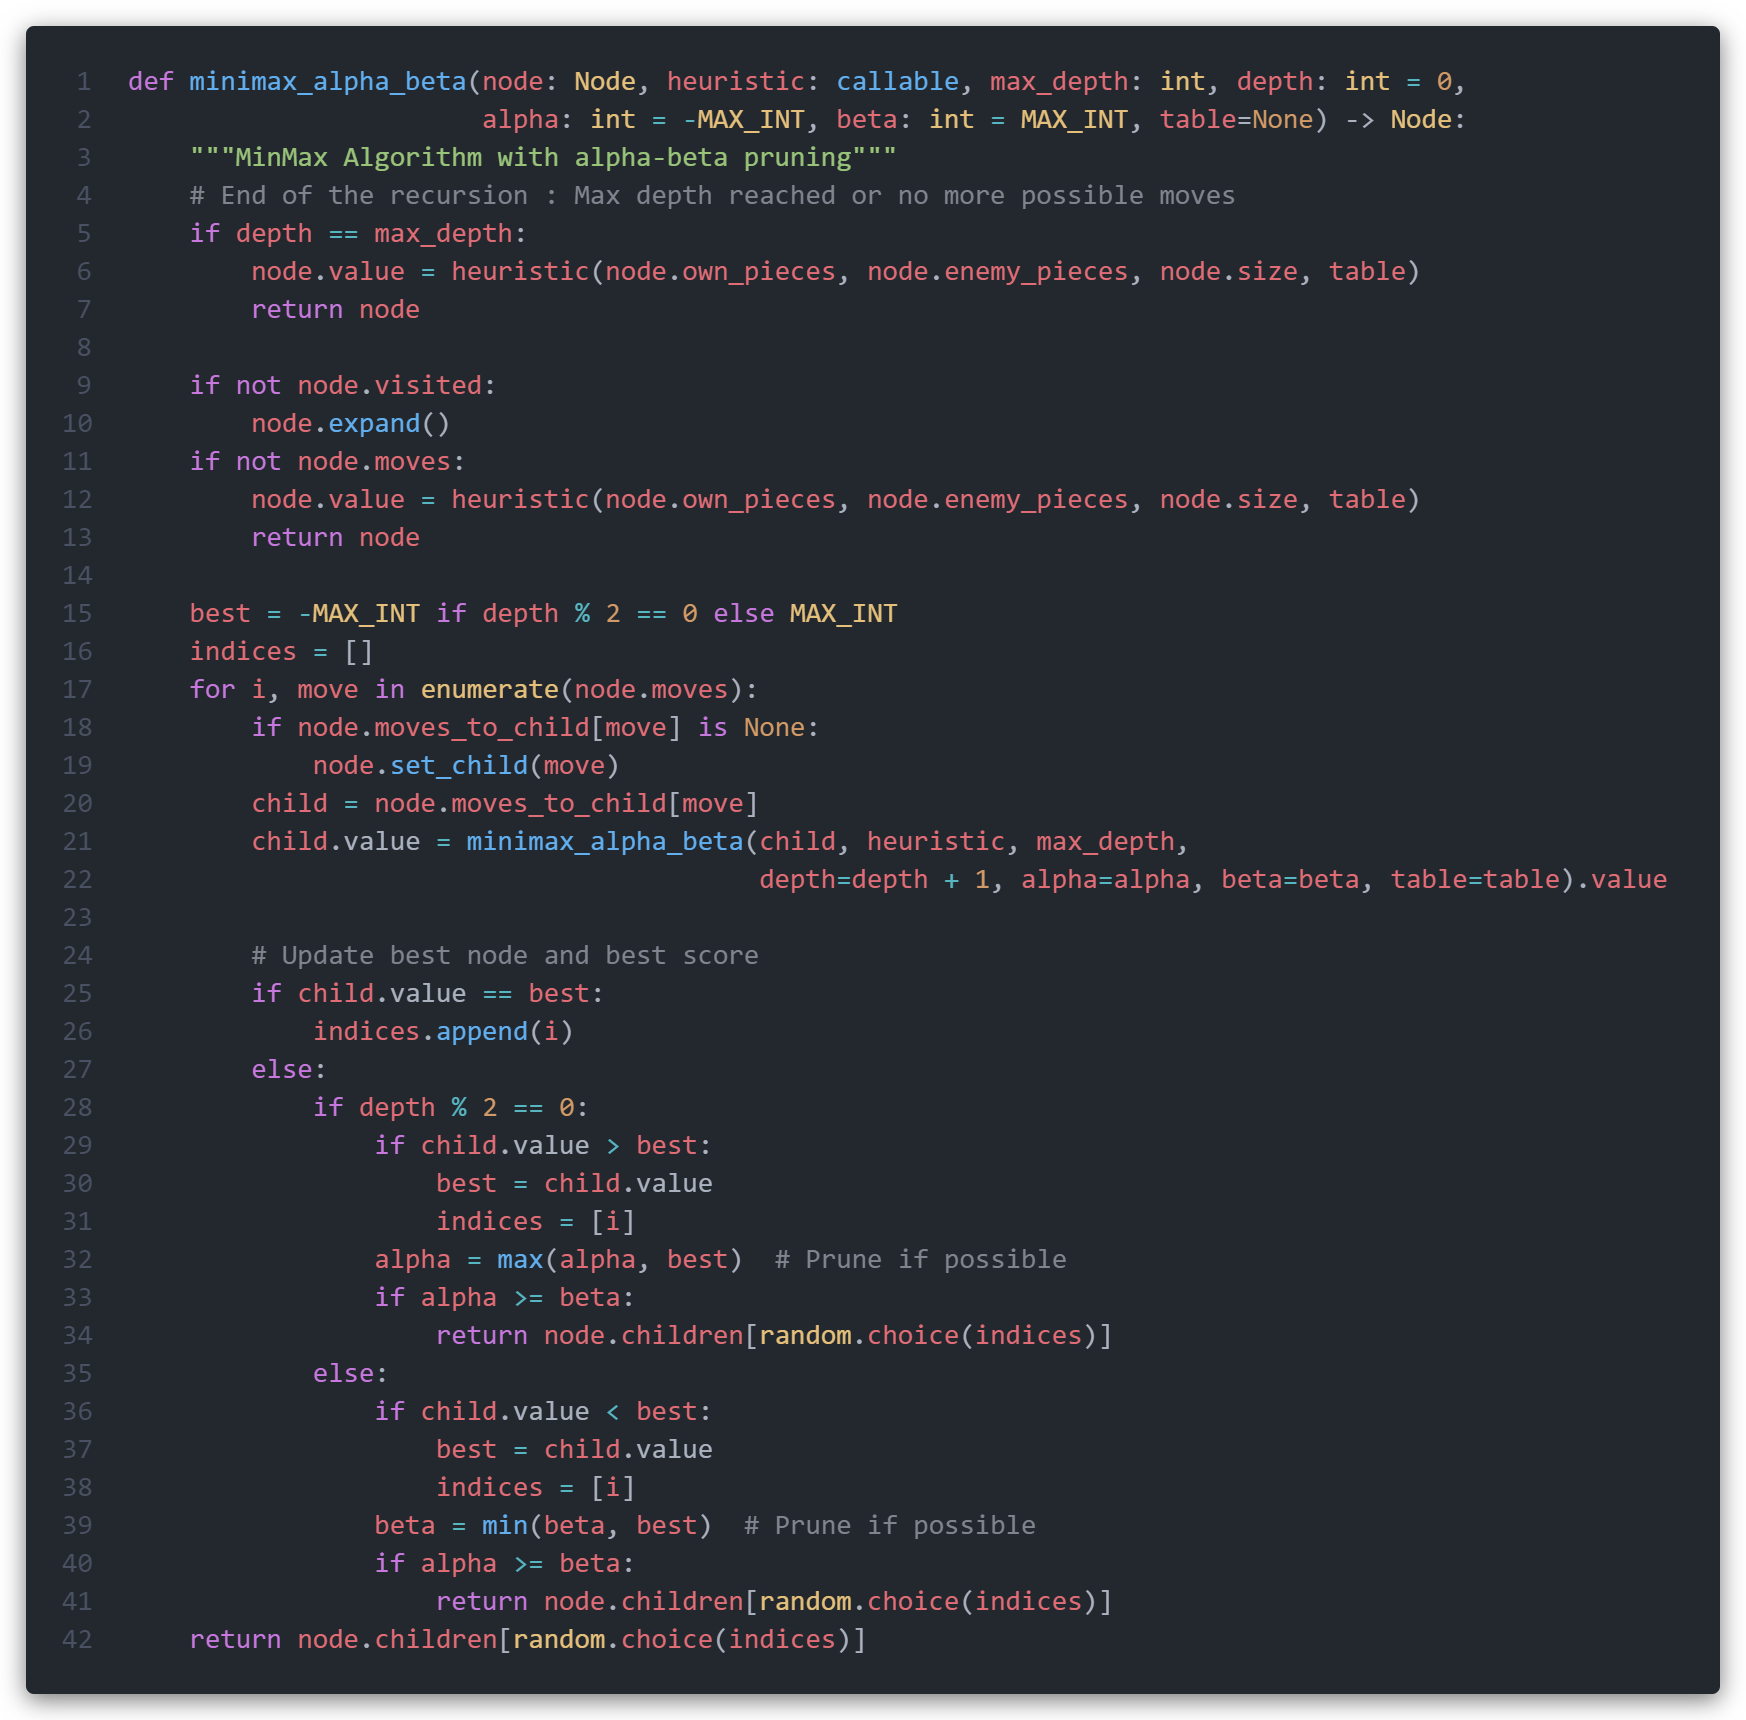 1 def minimax_alpha_beta(node: Node, heuristic: callable, max_depth: int, depth: int = 0,
2                        alpha: int = -MAX_INT, beta: int = MAX_INT, table=None) -> Node:
3     """MinMax Algorithm with alpha-beta pruning"""
4     # End of the recursion : Max depth reached or no more possible moves
5     if depth == max_depth:
6         node.value = heuristic(node.own_pieces, node.enemy_pieces, node.size, table)
7         return node
8
9     if not node.visited:
10         node.expand()
11     if not node.moves:
12         node.value = heuristic(node.own_pieces, node.enemy_pieces, node.size, table)
13         return node
14
15     best = -MAX_INT if depth % 2 == 0 else MAX_INT
16     indices = []
17     for i, move in enumerate(node.moves):
18         if node.moves_to_child[move] is None:
19             node.set_child(move)
20         child = node.moves_to_child[move]
21         child.value = minimax_alpha_beta(child, heuristic, max_depth,
22                                          depth=depth + 1, alpha=alpha, beta=beta, table=table).value
23
24         # Update best node and best score
25         if child.value == best:
26             indices.append(i)
27         else:
28             if depth % 2 == 0:
29                 if child.value > best:
30                     best = child.value
31                     indices = [i]
32                 alpha = max(alpha, best)  # Prune if possible
33                 if alpha >= beta:
34                     return node.children[random.choice(indices)]
35             else:
36                 if child.value < best:
37                     best = child.value
38                     indices = [i]
39                 beta = min(beta, best)  # Prune if possible
40                 if alpha >= beta:
41                     return node.children[random.choice(indices)]
42     return node.children[random.choice(indices)]